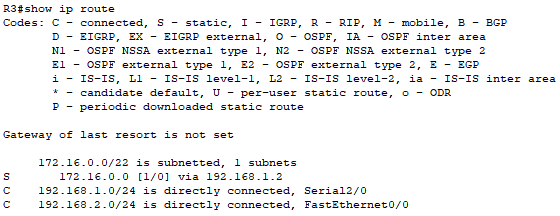 R3#show ip route
Codes: C - connected, S - static, I - IGRP, R - RIP, M - mobile, B - BGP
D - EIGRP, EX - EIGRP external, O - OSPF, IA - OSPF inter area
N1 - OSPF NSSA external type 1, N2 - OSPF NSSA external type 2
E1 - OSPF external type 1, E2 - OSPF external type 2, E - EGP
i - IS-IS, L1 - IS-IS level-1, L2 - IS-IS level-2, ia - IS-IS inter area
* - candidate default, U - per-user static route, o - ODR
P - periodic downloaded static route
Gateway of last resort is not set
172.16.0.0/22 is subnetted, 1 subnets
S 172.16.0.0 [1/0] via 192.168.1.2
C 192.168.1.0/24 is directly connected, Serial2/0
C 192.168.2.0/24 is directly connected, FastEthernet0/0